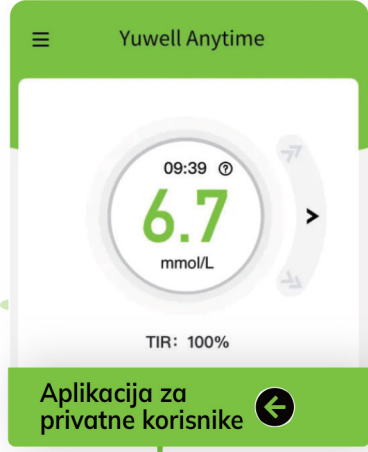 Yuwell Anytime
09:39
6.7
mmol/L
TIR: 100%
Aplikacija za
privatne korisnike